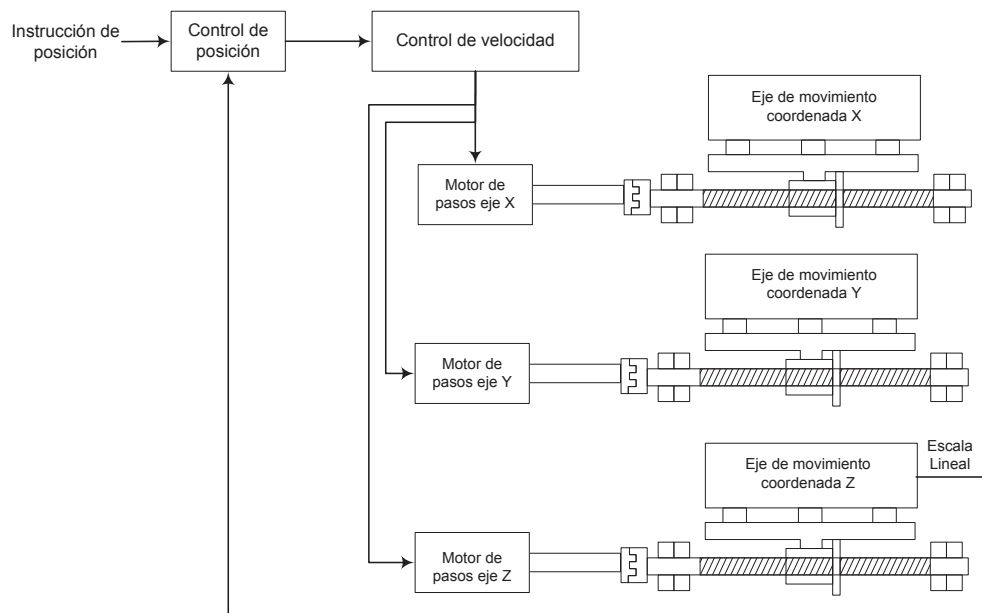 Instrucción de
posición
Control de
posición
Control de velocidad
Eje de movimiento
coordenada X
Motor de
pasos eje X
Eje de movimiento
coordenada Y
Motor de
pasos eje Y
Eje de movimiento
coordenada Z
Escala
Lineal
Motor de
pasos eje Z